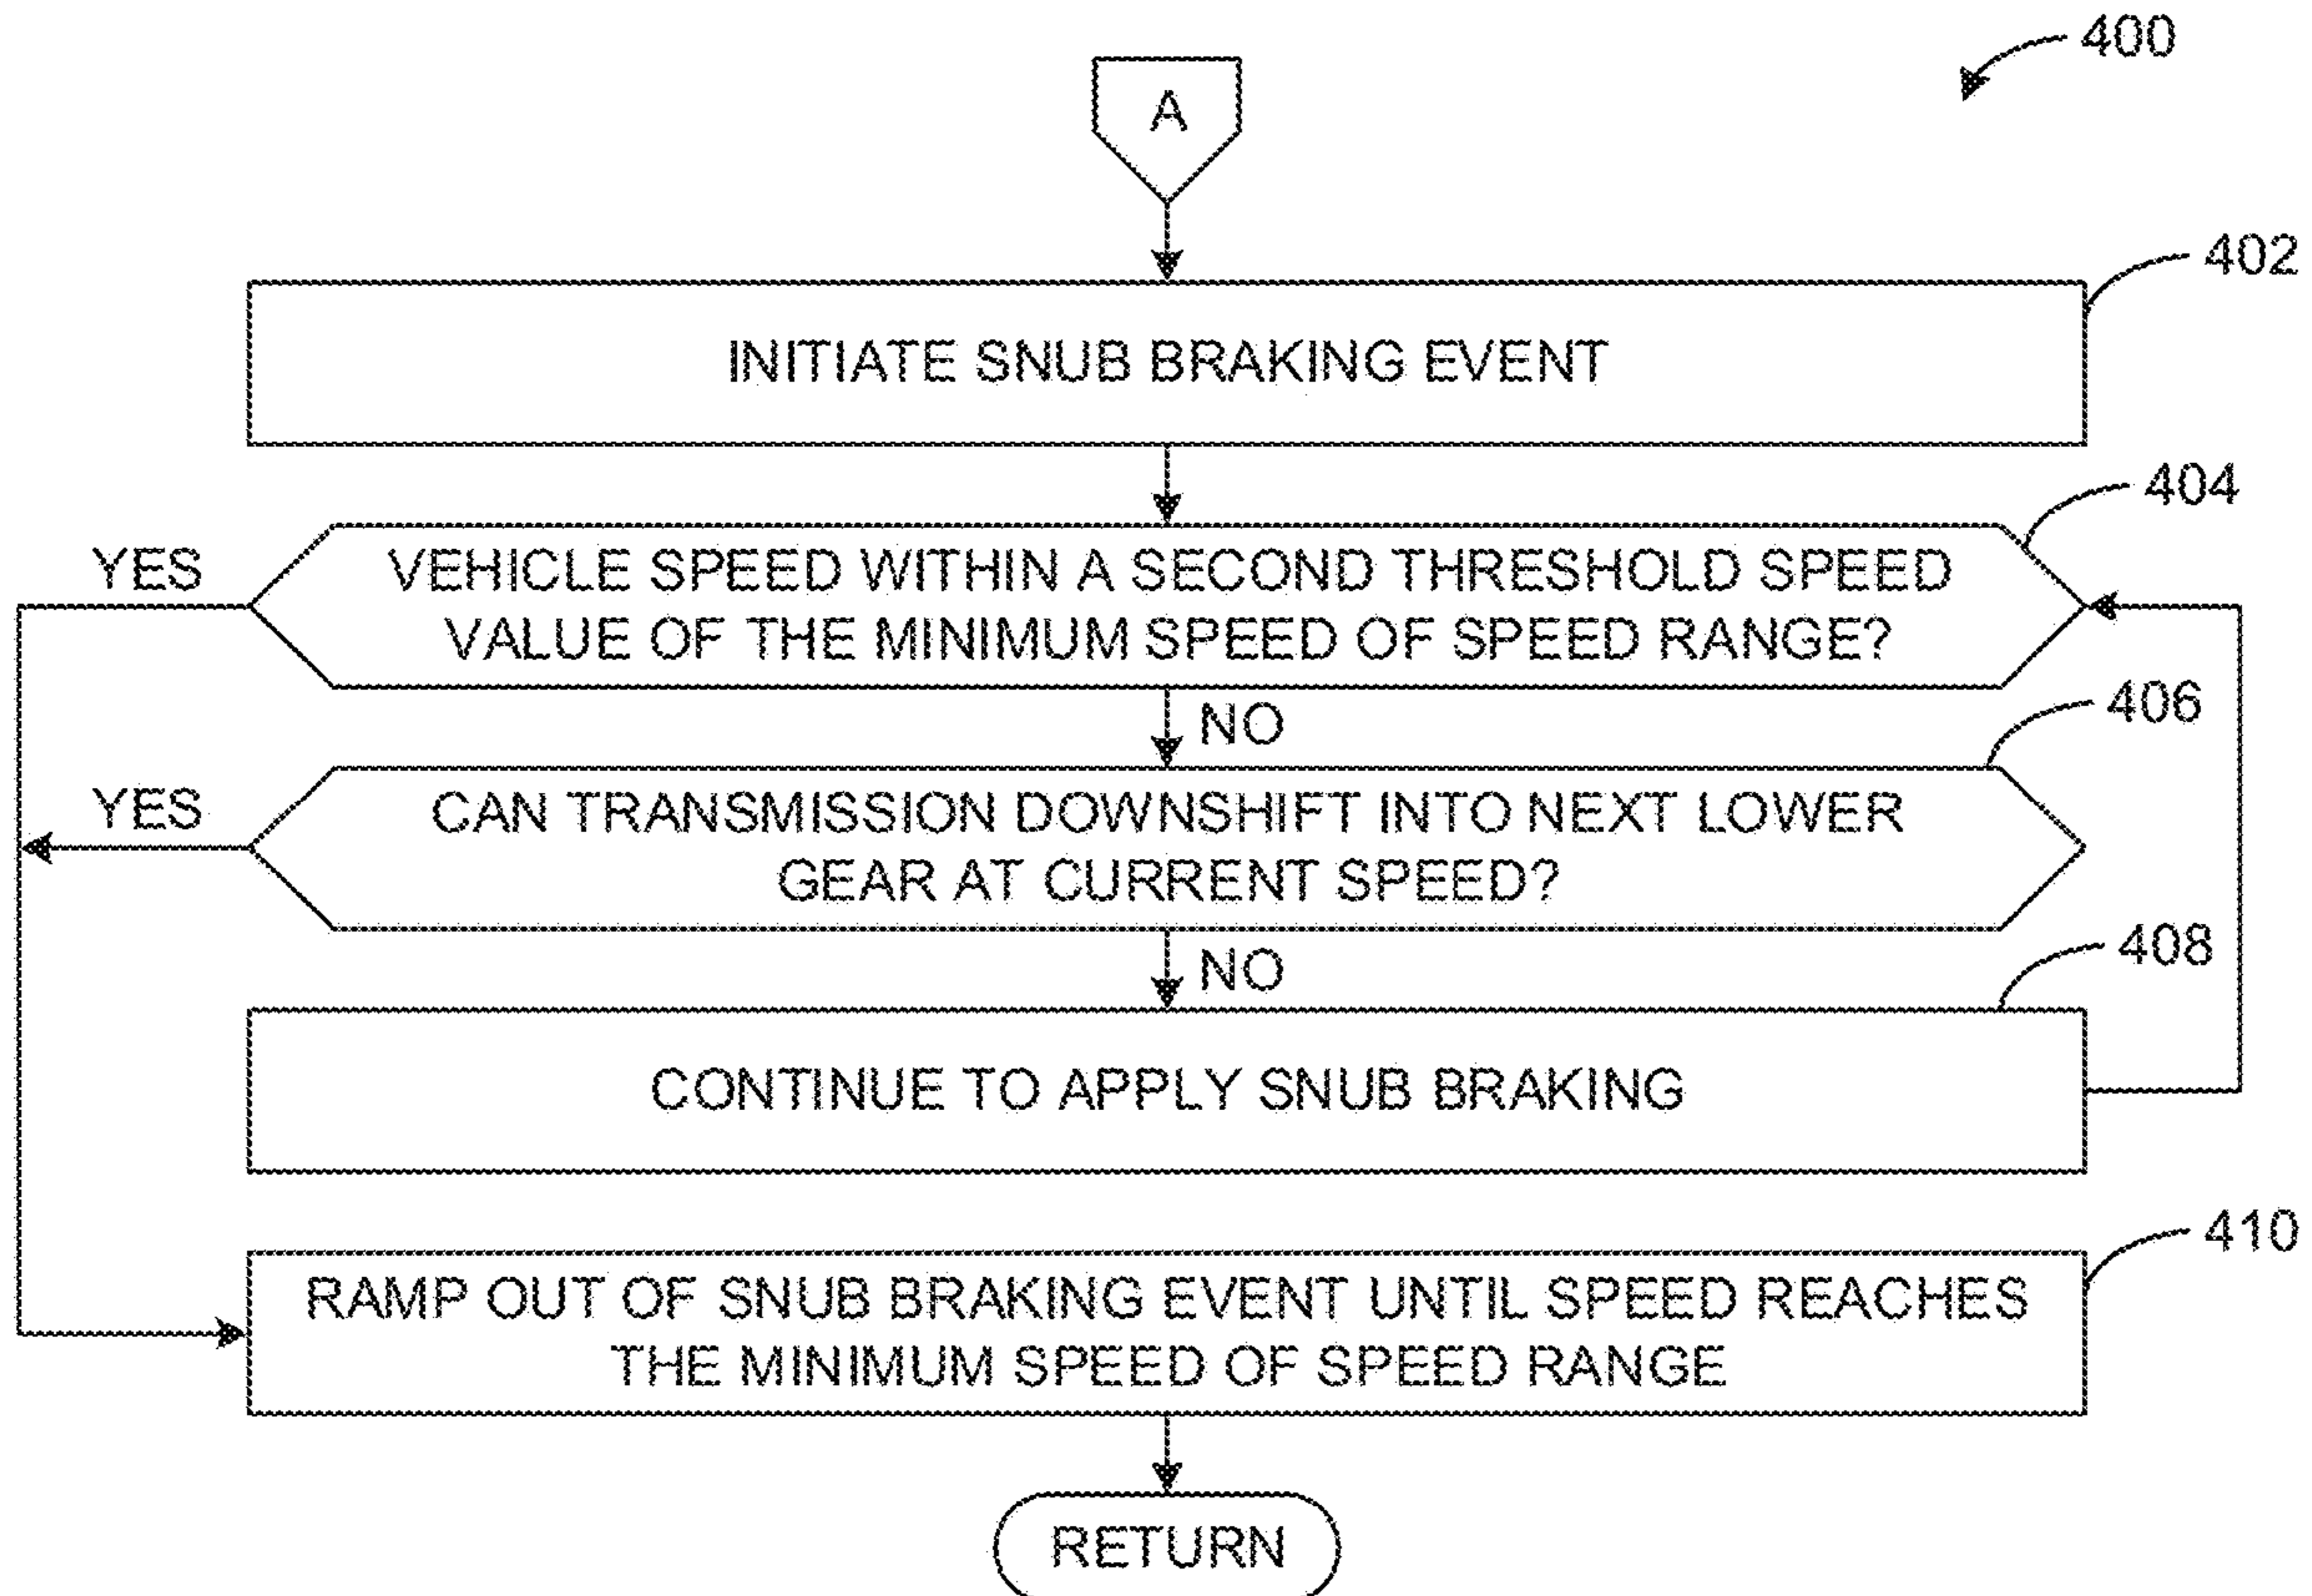 400
A
402
INITIATE SNUB BRAKING EVENT
404
YES
VEHICLE SPEED WITHIN A SECOND THRESHOLD SPEED
VALUE OF THE MINIMUM SPEED OF SPEED RANGE?
NO
406
YES
CAN TRANSMISSION DOWNSHIFT INTO NEXT LOWER
GEAR AT CURRENT SPEED?
NO
408
CONTINUE TO APPLY SNUB BRAKING
410
RAMP OUT OF SNUB BRAKING EVENT UNTIL SPEED REACHES
THE MINIMUM SPEED OF SPEED RANGE
RETURN